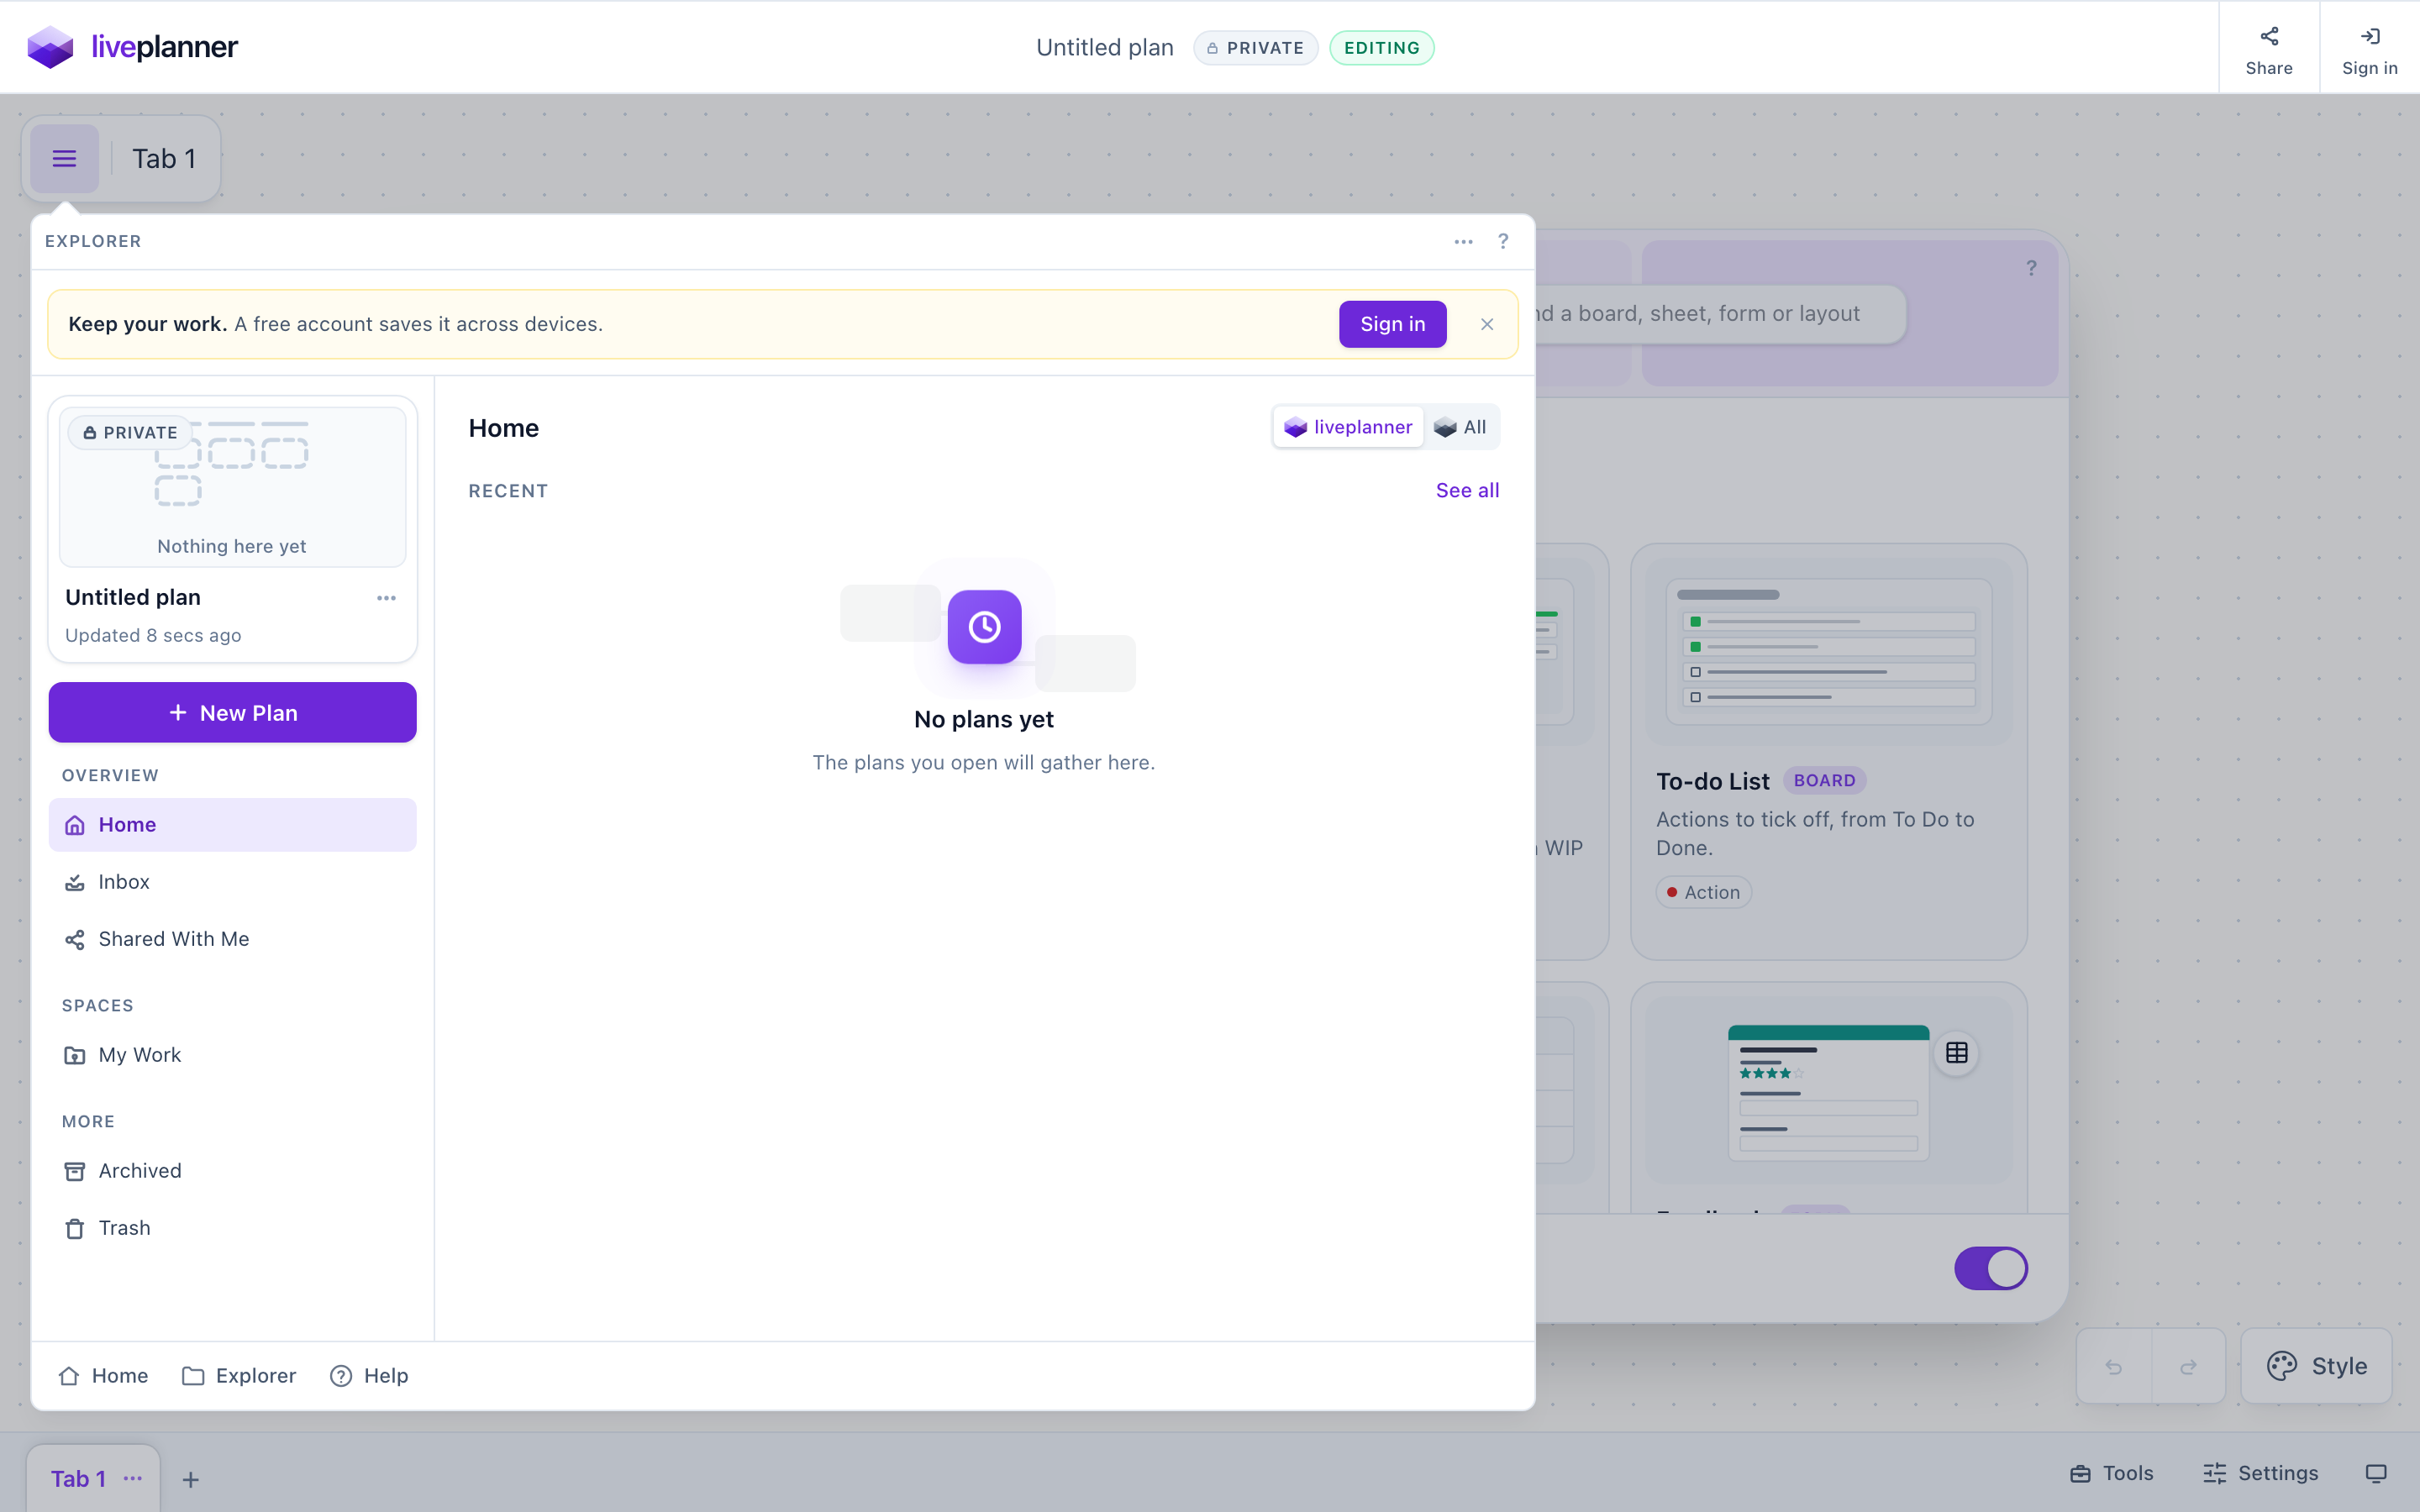 liveplanner
Untitled plan
PRIVATE
EDITING
Share
Sign in
Tab 1
EXPLORER
?
Keep your work. A free account saves it across devices.
Sign in
?
a board, sheet, form or layout
PRIVATE
Nothing here yet
Untitled plan
Updated 8 secs ago
New Plan
OVERVIEW
Home
Inbox
Shared With Me
SPACES
My Work
MORE
Archived
Trash
Home
liveplanner
All
RECENT
See all
No plans yet
The plans you open will gather here.
WIP
To-do List
BOARD
Actions to tick off, from To Do to
Done.
Action
Home
Explorer
Help
Style
Tab 1
Tools
Settings